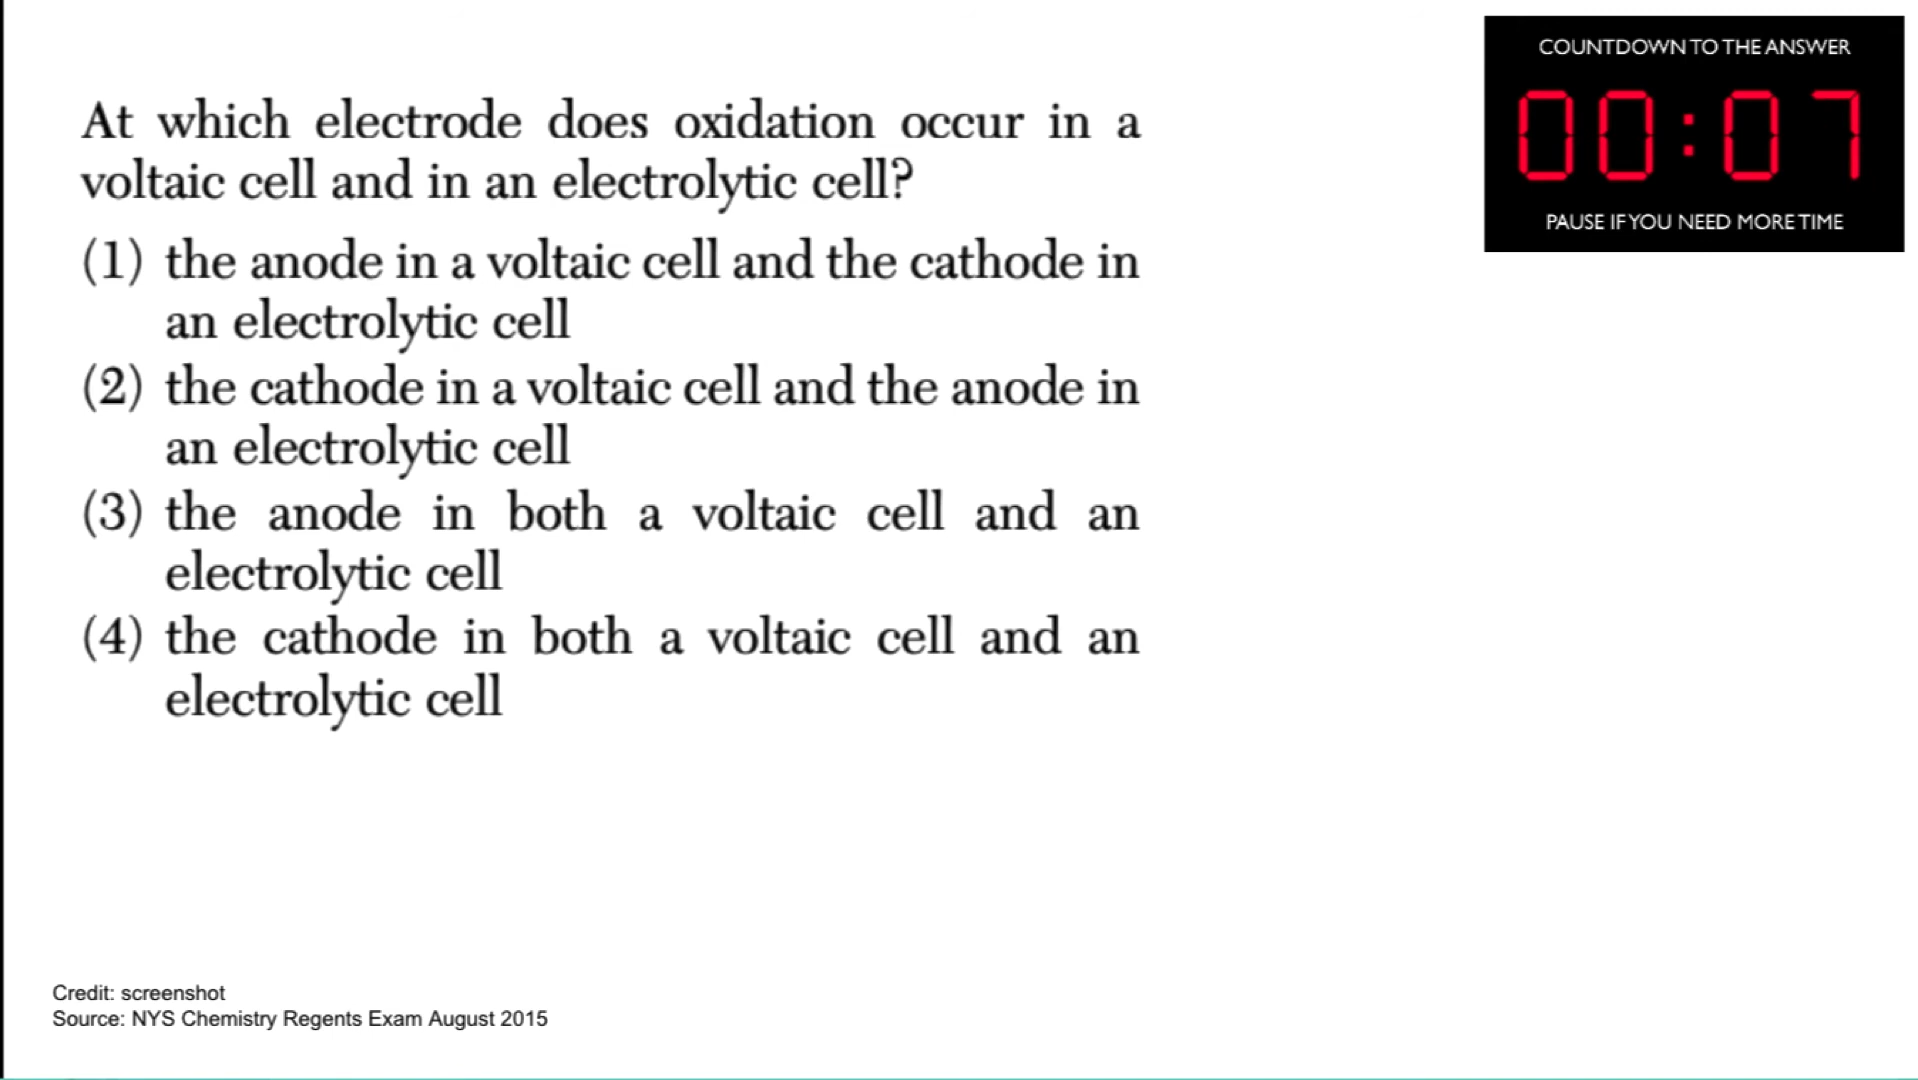 COUNTDOWN TO THE ANSWER
00:07
PAUSE IF YOU NEED MORE TIME
At which electrode does oxidation occur in a
voltaic cell and in an electrolytic cell?
(1) the anode in a voltaic cell and the cathode in
an electrolytic cell
(2) the cathode in a voltaic cell and the anode in
an electrolytic cell
(3) the anode in both a voltaic cell and an
electrolytic cell
(4) the cathode in both a voltaic cell and an
electrolytic cell
Credit: screenshot
Source: NYS Chemistry Regents Exam August 2015